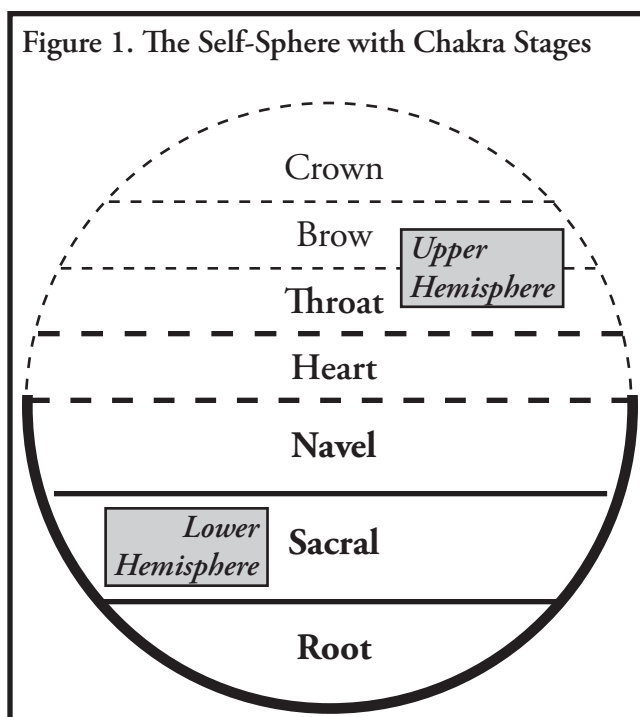 Figure 1. The Self-Sphere with Chakra Stages
Crown
Brow
Upper
Hemisphere
Throat
Heart
Navel
Lower
Hemisphere
Sacral
Root